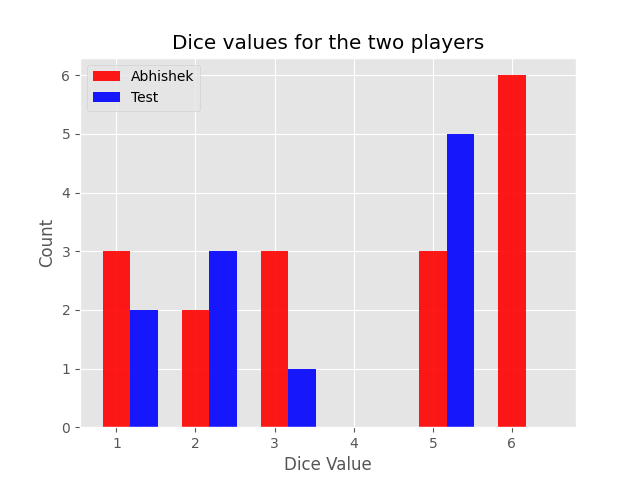 Dice values for the two players
Abhishek
Test
6
5
4
3
2
1
0
Count
1 2 3 4 5 6
Dice Value